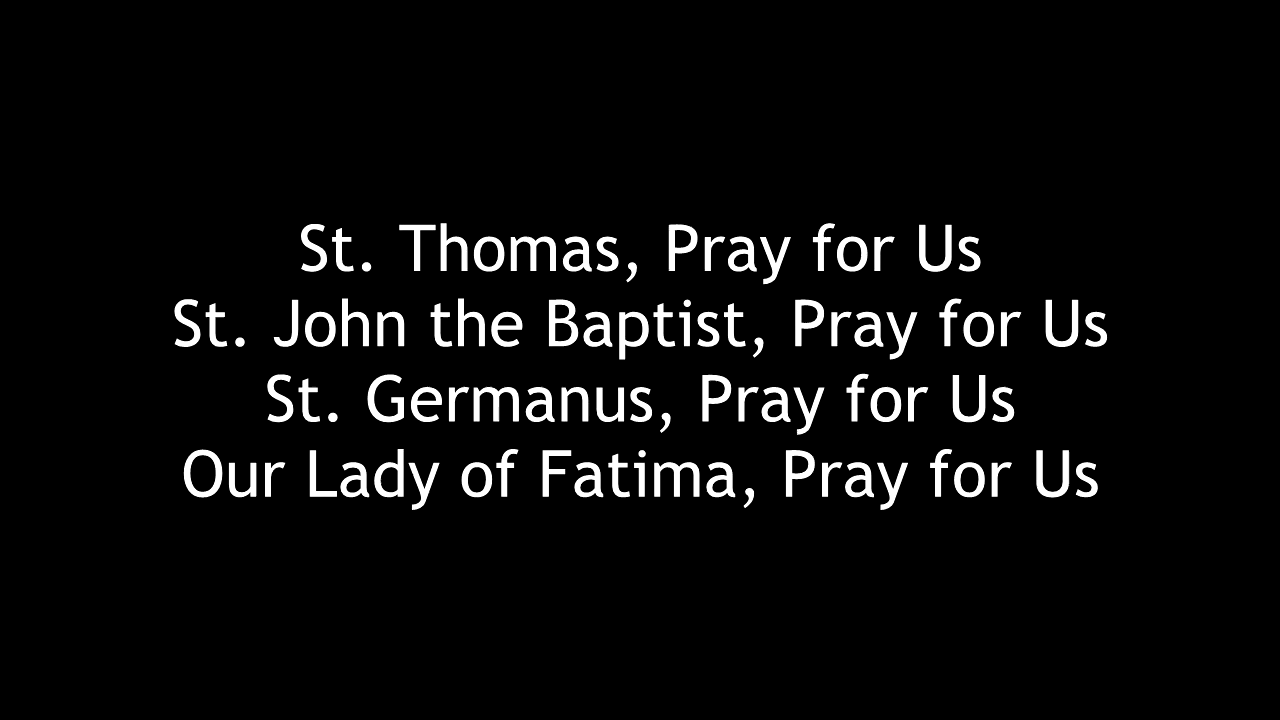 St. Thomas, Pray for Us
St. John the Baptist, Pray for Us
St. Germanus, Pray for Us
Our Lady of Fatima, Pray for Us